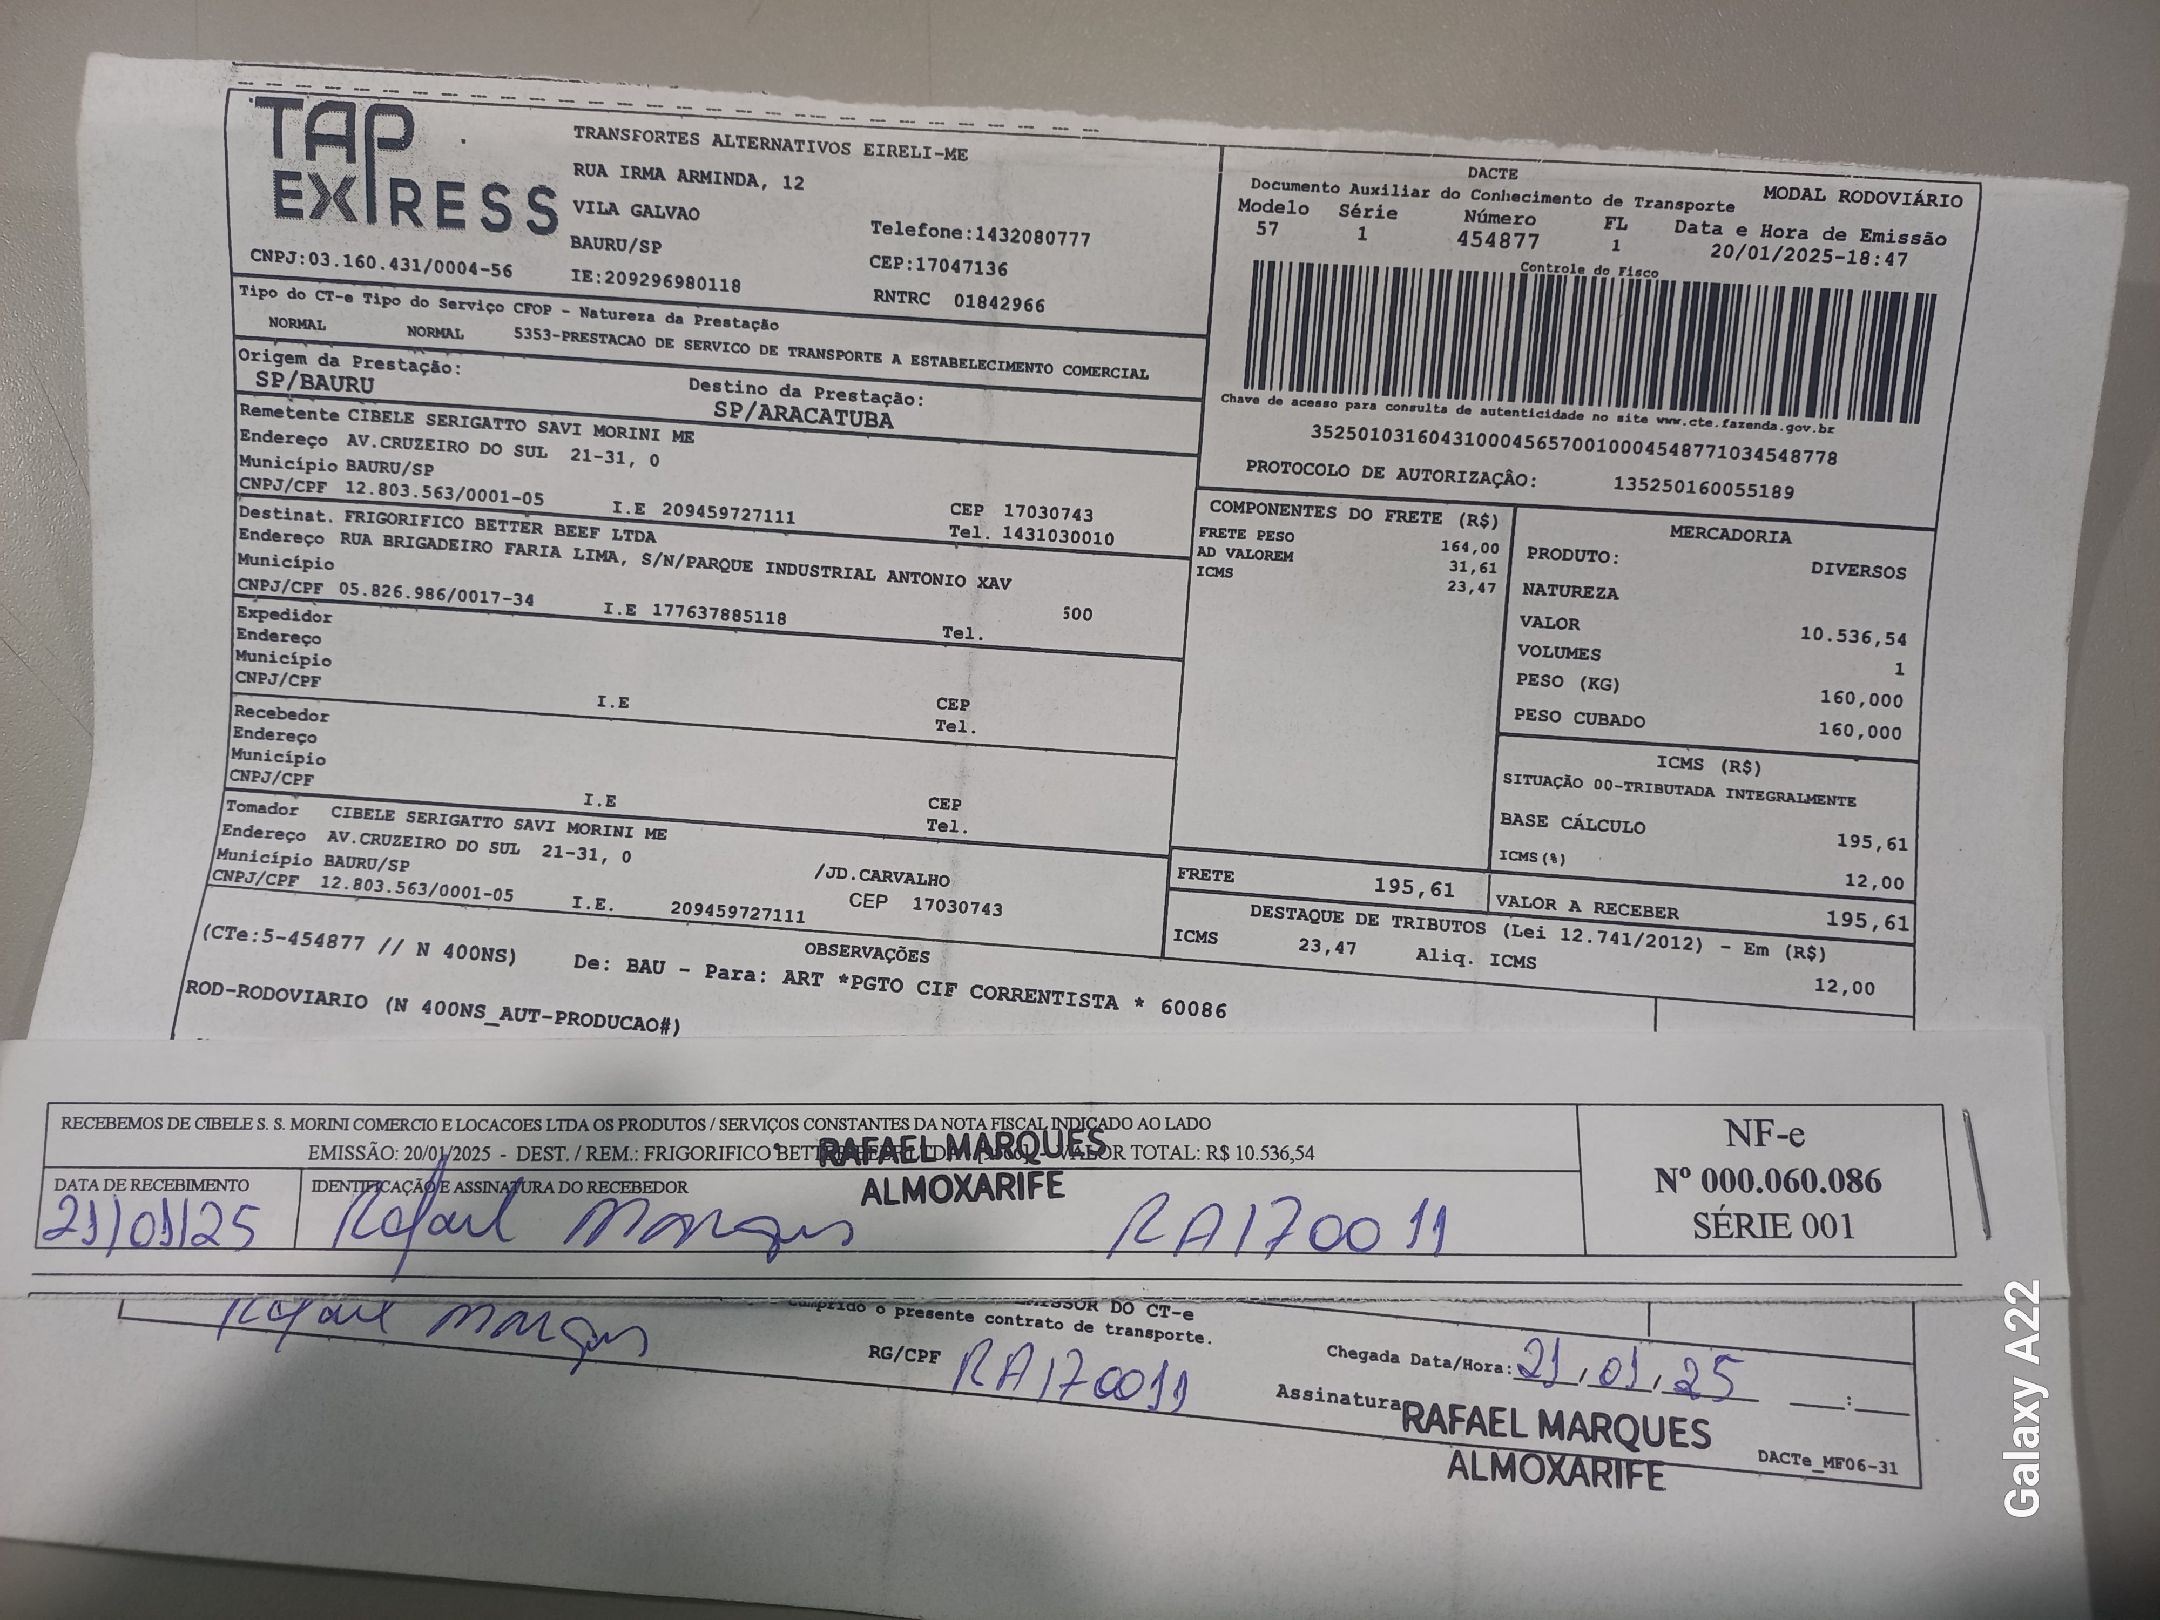 TAP EXPRESS
TRANSPORTES ALTERNATIVOS EIRELI-ME
RUA IRMA ARMINDA, 12
VILA GALVAO
BAURU/SP Telefone:1432080777
CNPJ:03.160.431/0004-56 IE:209296980118 CEP:17047136
RNTRC 01842966
DACTE
Documento Auxiliar do Conhecimento de Transporte MODAL RODOVIÁRIO
Modelo Série Número FL Data e Hora de Emissão
57 1 454877 1 20/01/2025-18:47
Controle do Fisco
Chave de acesso para consulta de autenticidade no site www.cte.fazenda.gov.br
35250103160431000456570010004548771034548778
PROTOCOLO DE AUTORIZAÇÃO: 135250160055189
Tipo do CT-e Tipo do Serviço CFOP - Natureza da Prestação
NORMAL NORMAL 5353-PRESTACAO DE SERVICO DE TRANSPORTE A ESTABELECIMENTO COMERCIAL
Origem da Prestação: Destino da Prestação:
SP/BAURU SP/ARACATUBA
Remetente CIBELE SERIGATTO SAVI MORINI ME
Endereço AV.CRUZEIRO DO SUL 21-31, 0
Município BAURU/SP CEP 17030743
CNPJ/CPF 12.803.563/0001-05 I.E 209459727111 Tel. 1431030010
Destinat. FRIGORIFICO BETTER BEEF LTDA
Endereço RUA BRIGADEIRO FARIA LIMA, S/N/PARQUE INDUSTRIAL ANTONIO XAV
Município 500
CNPJ/CPF 05.826.986/0017-34 I.E 177637885118 Tel.
Expedidor
Endereço
Município CEP
CNPJ/CPF I.E Tel.
Recebedor
Endereço
Município CEP
CNPJ/CPF I.E Tel.
Tomador CIBELE SERIGATTO SAVI MORINI ME
Endereço AV.CRUZEIRO DO SUL 21-31, 0 /JD.CARVALHO
Município BAURU/SP CEP 17030743
CNPJ/CPF 12.803.563/0001-05 I.E. 209459727111
COMPONENTES DO FRETE (R$)
FRETE PESO 164,00
AD VALOREM 31,61
ICMS 23,47
MERCADORIA
PRODUTO: DIVERSOS
NATUREZA
VALOR 10.536,54
VOLUMES 1
PESO (KG) 160,000
PESO CUBADO 160,000
ICMS (R$)
SITUAÇÃO 00-TRIBUTADA INTEGRALMENTE
BASE CÁLCULO 195,61
ICMS(%) 12,00
FRETE 195,61 VALOR A RECEBER 195,61
DESTAQUE DE TRIBUTOS (Lei 12.741/2012) - Em (R$)
ICMS 23,47 Aliq. ICMS 12,00
OBSERVAÇÕES
(CTe:5-454877 // N 400NS) De: BAU - Para: ART *PGTO CIF CORRENTISTA * 60086
ROD-RODOVIARIO (N 400NS_AUT-PRODUCAO#)
RECEBEMOS DE CIBELE S. S. MORINI COMERCIO E LOCACOES LTDA OS PRODUTOS / SERVIÇOS CONSTANTES DA NOTA FISCAL INDICADO AO LADO
EMISSÃO: 20/01/2025 - DEST. / REM.: FRIGORIFICO VALOR TOTAL: R$ 10.536,54
RAFAEL MARQUES
ALMOXARIFE
DATA DE RECEBIMENTO IDENTIFICAÇÃO E ASSINATURA DO RECEBEDOR
21/01/25 Rafael Marques RA170011
NF-e
Nº 000.060.086
SÉRIE 001
DO CT-e
cumprido o presente contrato de transporte.
Rafael Marques RG/CPF RA170011
Chegada Data/Hora: 21/01/25 :
Assinatura
RAFAEL MARQUES
ALMOXARIFE
DACTe_MF06-31
Galaxy A22